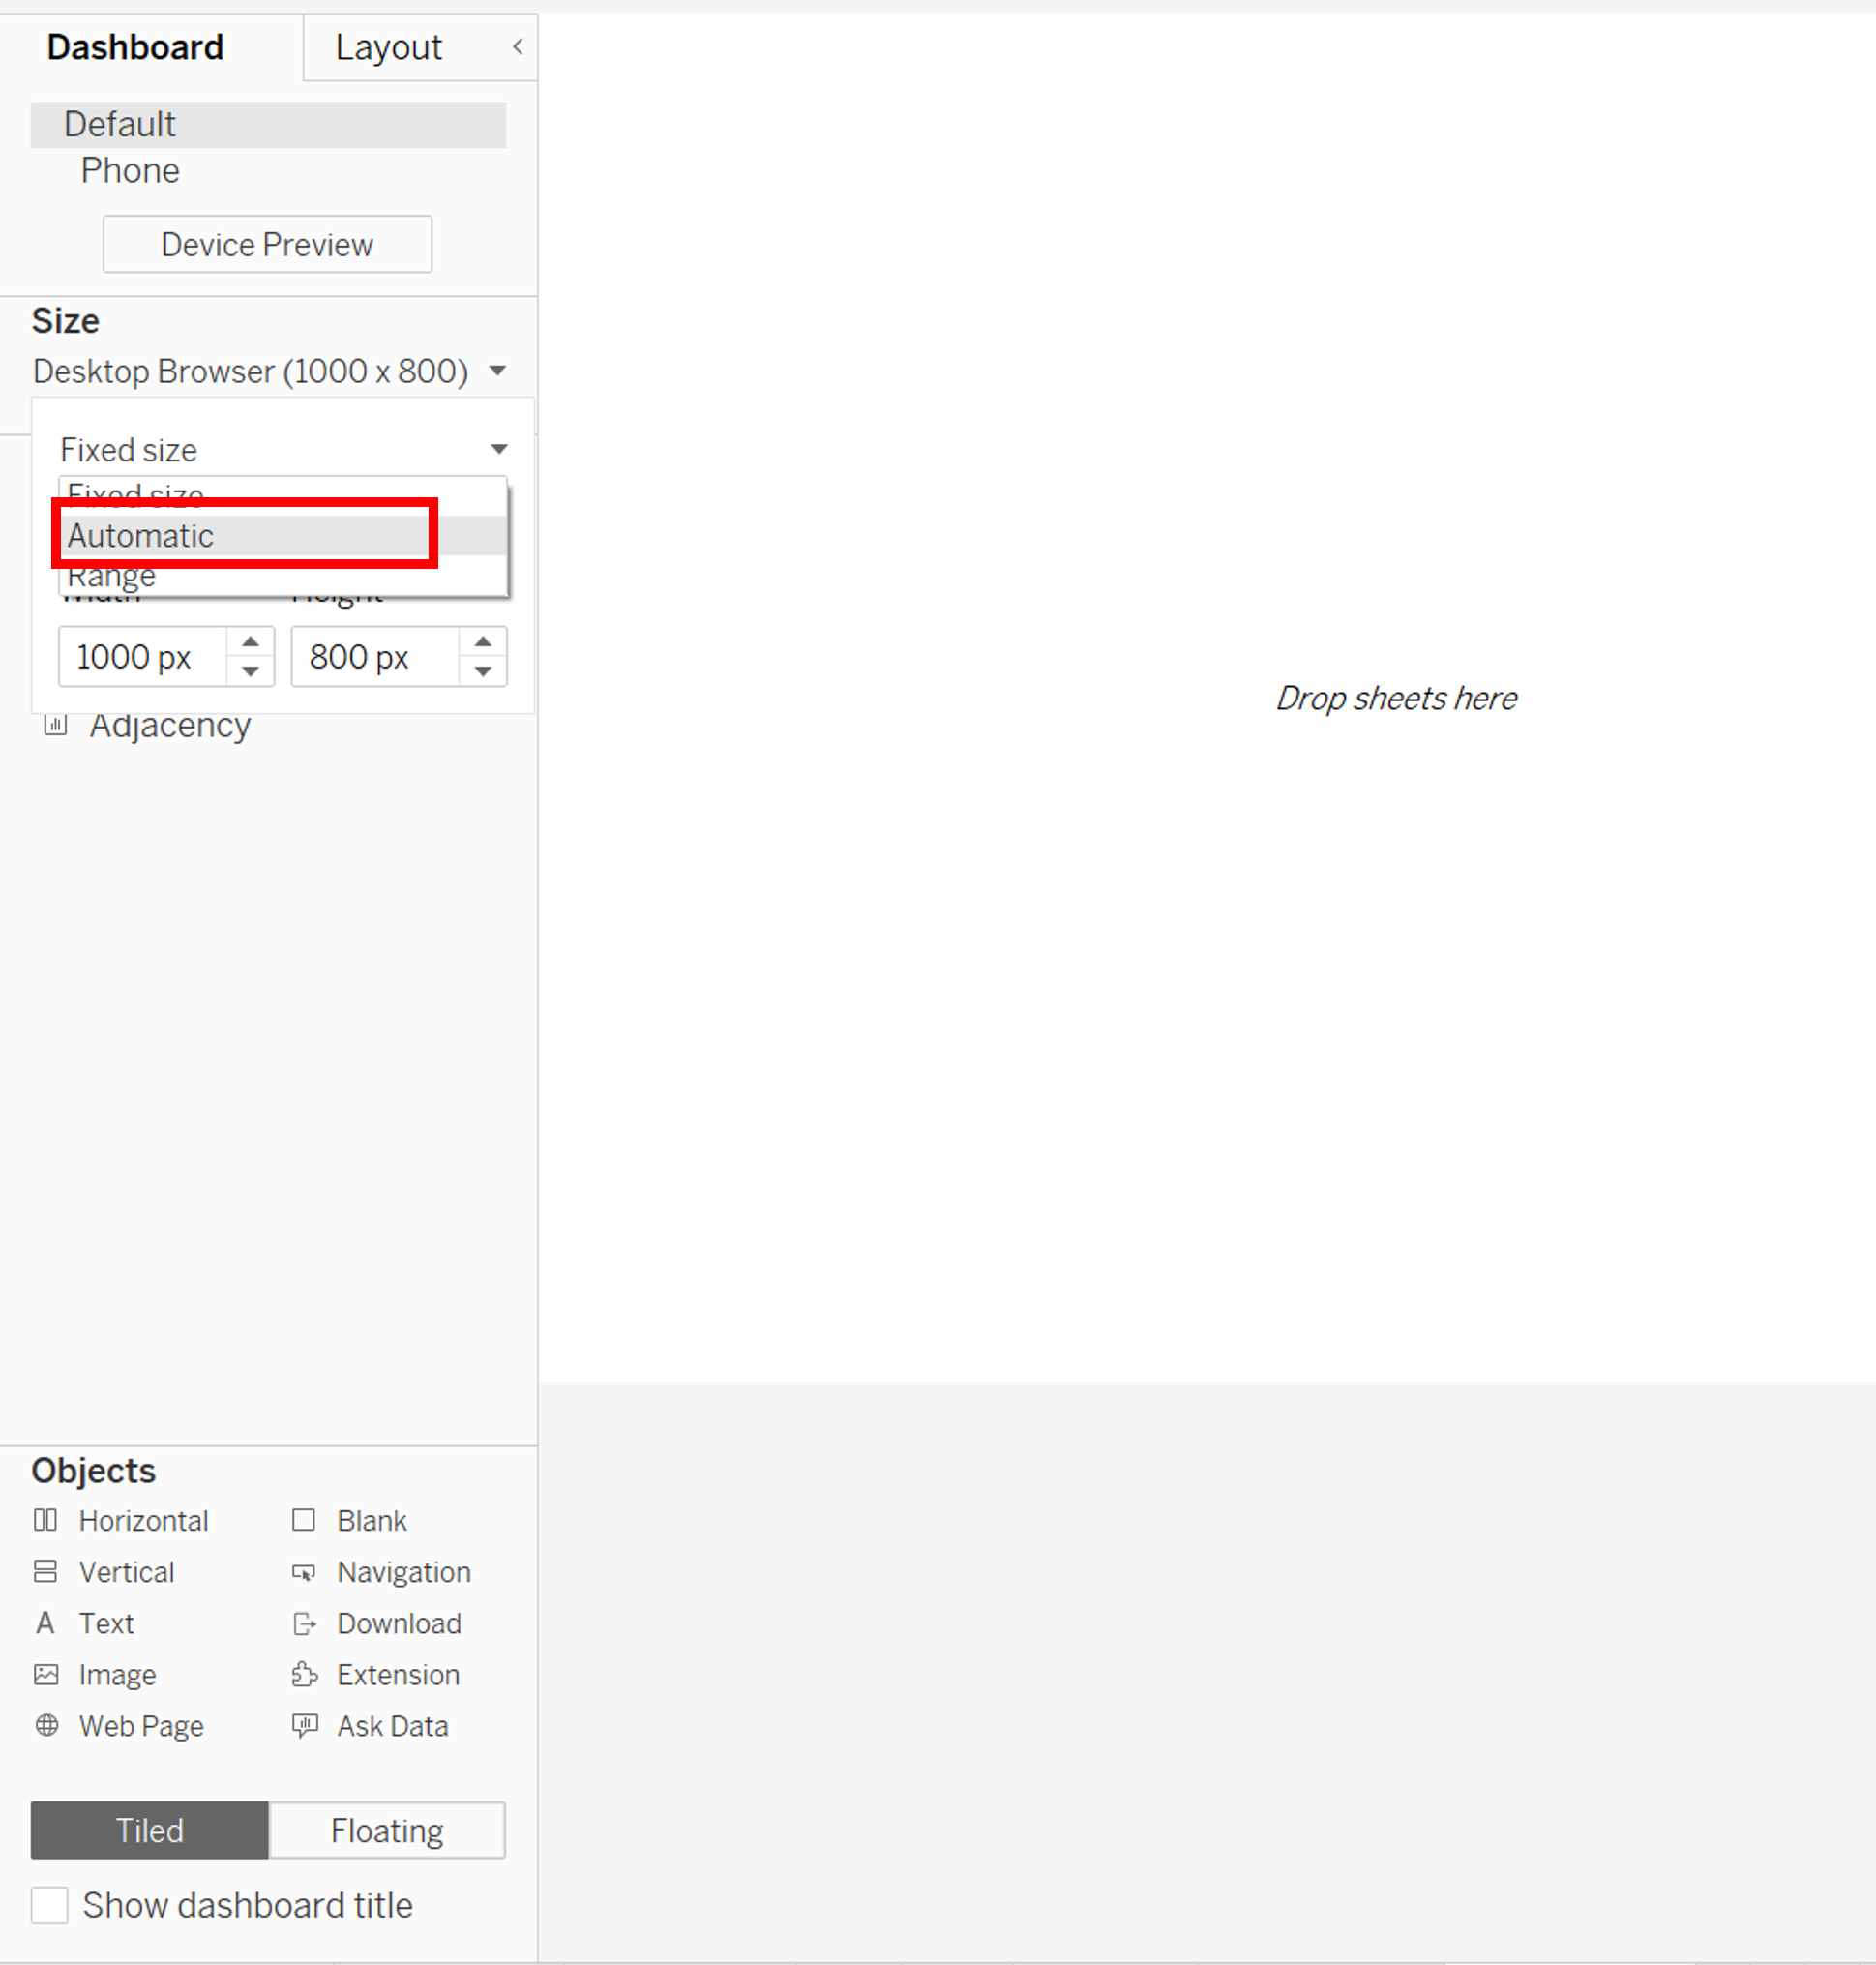 Dashboard
Layout
Default
Phone
Device Preview
Size
Desktop Browser (1000 x 800)
Fixed size
Fixed size
Automatic
Range
Width
Height
1000 px
800 px
Adjacency
Drop sheets here
Objects
Horizontal
Blank
Vertical
Navigation
A Text
Download
Image
Extension
Web Page
Ask Data
Tiled
Floating
Show dashboard title